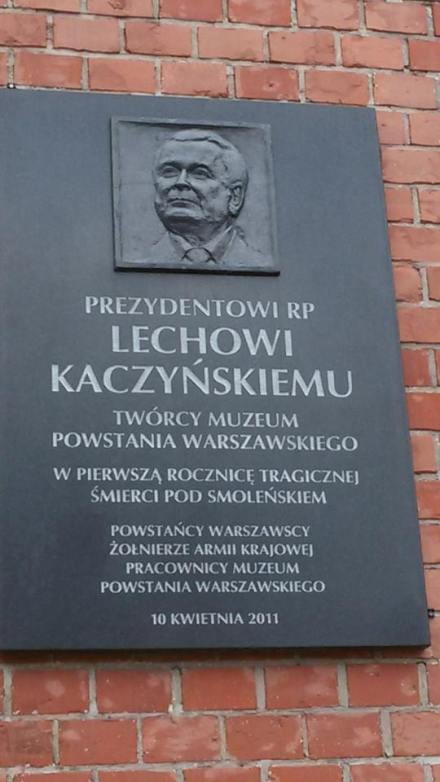 PREZYDENTOWI RP
LECHOWI
KACZYŃSKIEMU
TWÓRCY MUZEUM
POWSTANIA WARSZAWSKIEGO
W PIERWSZĄ ROCZNICĘ TRAGICZNEJ
ŚMIERCI POD SMOLEŃSKIEM
POWSTAŃCY WARSZAWSCY
ŻOŁNIERZE ARMII KRAJOWEJ
PRACOWNICY MUZEUM
POWSTANIA WARSZAWSKIEGO
10 KWIETNIA 2011